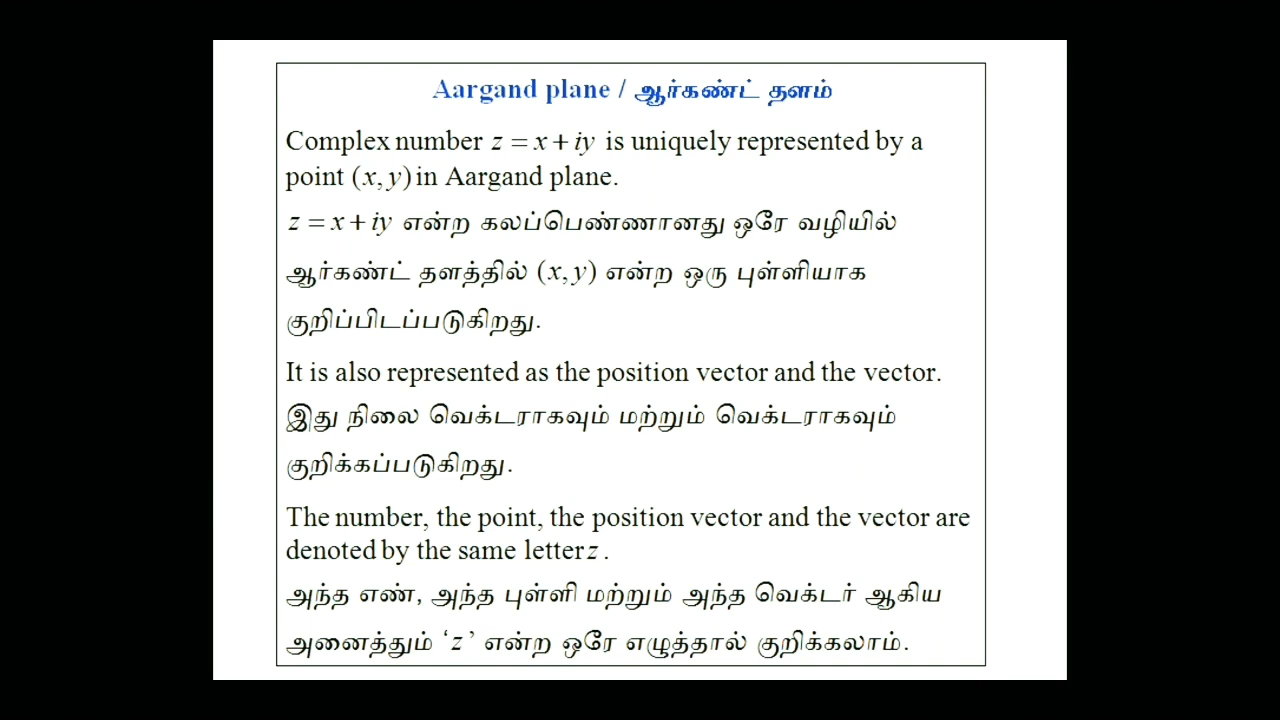 Aargand plane / ஆர்கண்ட் தளம்
Complex number z = x + iy is uniquely represented by a
point (x, y) in Aargand plane.
z = x + iy என்ற கலப்பெண்ணானது ஒரே வழியில்
ஆர்கண்ட் தளத்தில் (x, y) என்ற ஒரு புள்ளியாக
குறிப்பிடப்படுகிறது.
It is also represented as the position vector and the vector.
இது நிலை வெக்டராகவும் மற்றும் வெக்டராகவும்
குறிக்கப்படுகிறது.
The number, the point, the position vector and the vector are
denoted by the same letter z .
அந்த எண், அந்த புள்ளி மற்றும் அந்த வெக்டர் ஆகிய
அனைத்தும் ‘z’ என்ற ஒரே எழுத்தால் குறிக்கலாம்.